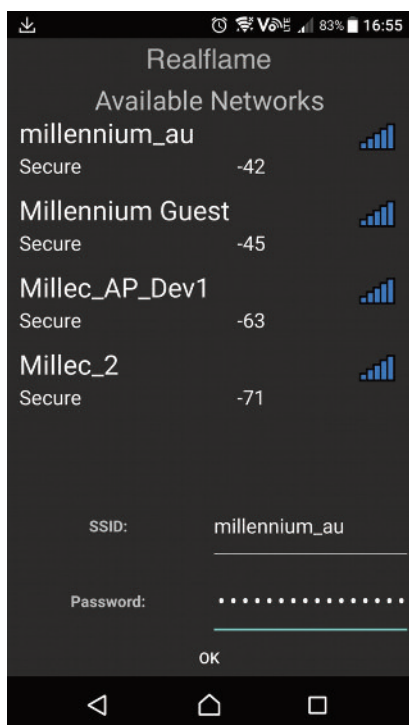 83% 16:55
Realflame
Available Networks
millennium_au
Secure -42
Millennium Guest
Secure -45
Millec_AP_Dev1
Secure -63
Millec_2
Secure -71
SSID: millennium_au
Password: ••••••••••••••••
OK